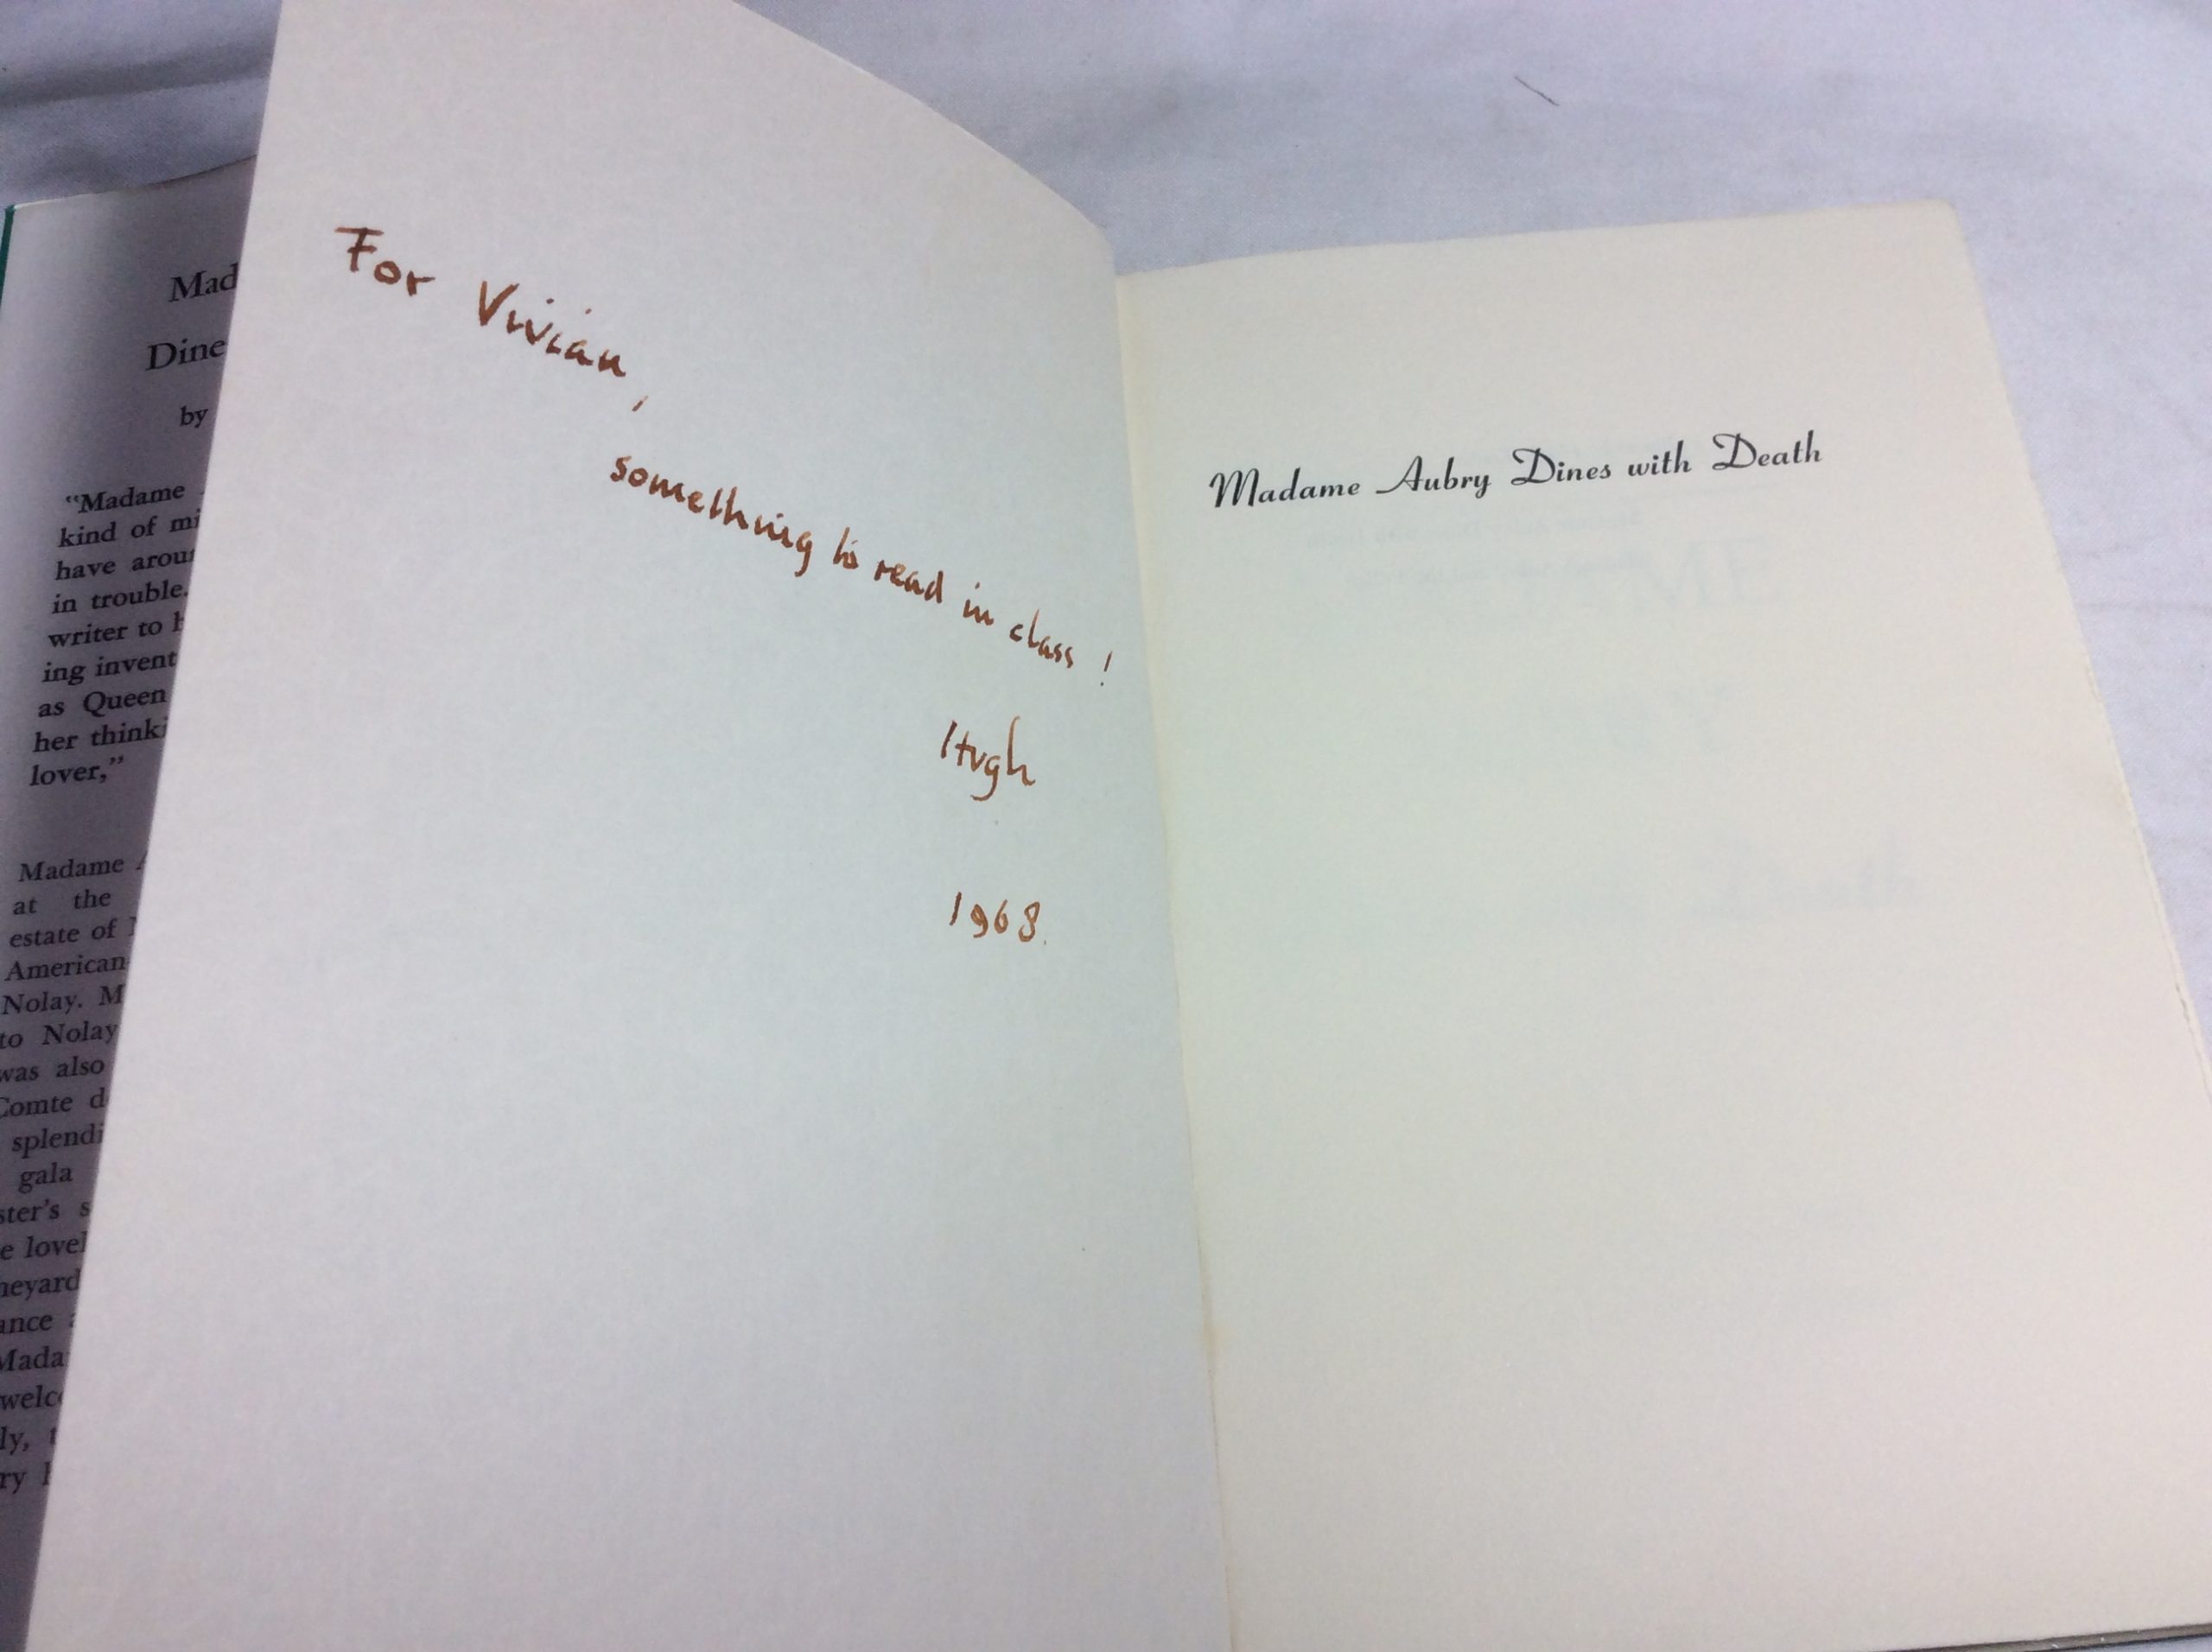 Mad
Dine
by
"Madame
kind of mi
have arou
in trouble.
writer to
ing invent
as Queen
her thinki
lover,"
Madame
at the
estate of
American-
Nolay. M
to Nolay
was also
Comte d
splendi
gala
ster's s
e lovel
neyard
ance
Mada
welc
ly,
ry
For Vivian,
something to read in class!
Hugh
1968.
Madame Aubry Dines with Death